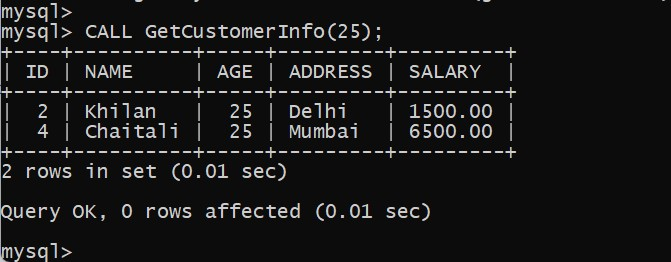 mysql>
mysql> CALL GetCustomerInfo(25);
+----+----------+-----+---------+---------+
| ID | NAME     | AGE | ADDRESS | SALARY  |
+----+----------+-----+---------+---------+
|  2 | Khilan   |  25 | Delhi   | 1500.00 |
|  4 | Chaitali |  25 | Mumbai  | 6500.00 |
+----+----------+-----+---------+---------+
2 rows in set (0.01 sec)
Query OK, 0 rows affected (0.01 sec)
mysql>